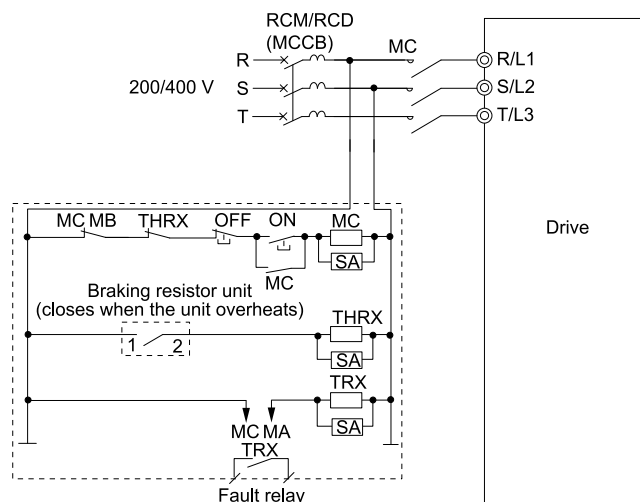 RCM/RCD
(MCCB)
MC
R
R/L1
200/400 V
S
S/L2
T
T/L3
Drive
MC MB
THRX
OFF
ON
MC
SA
MC
Braking resistor unit
(closes when the unit overheats)
1
2
THRX
SA
TRX
SA
MC MA
TRX
Fault relay